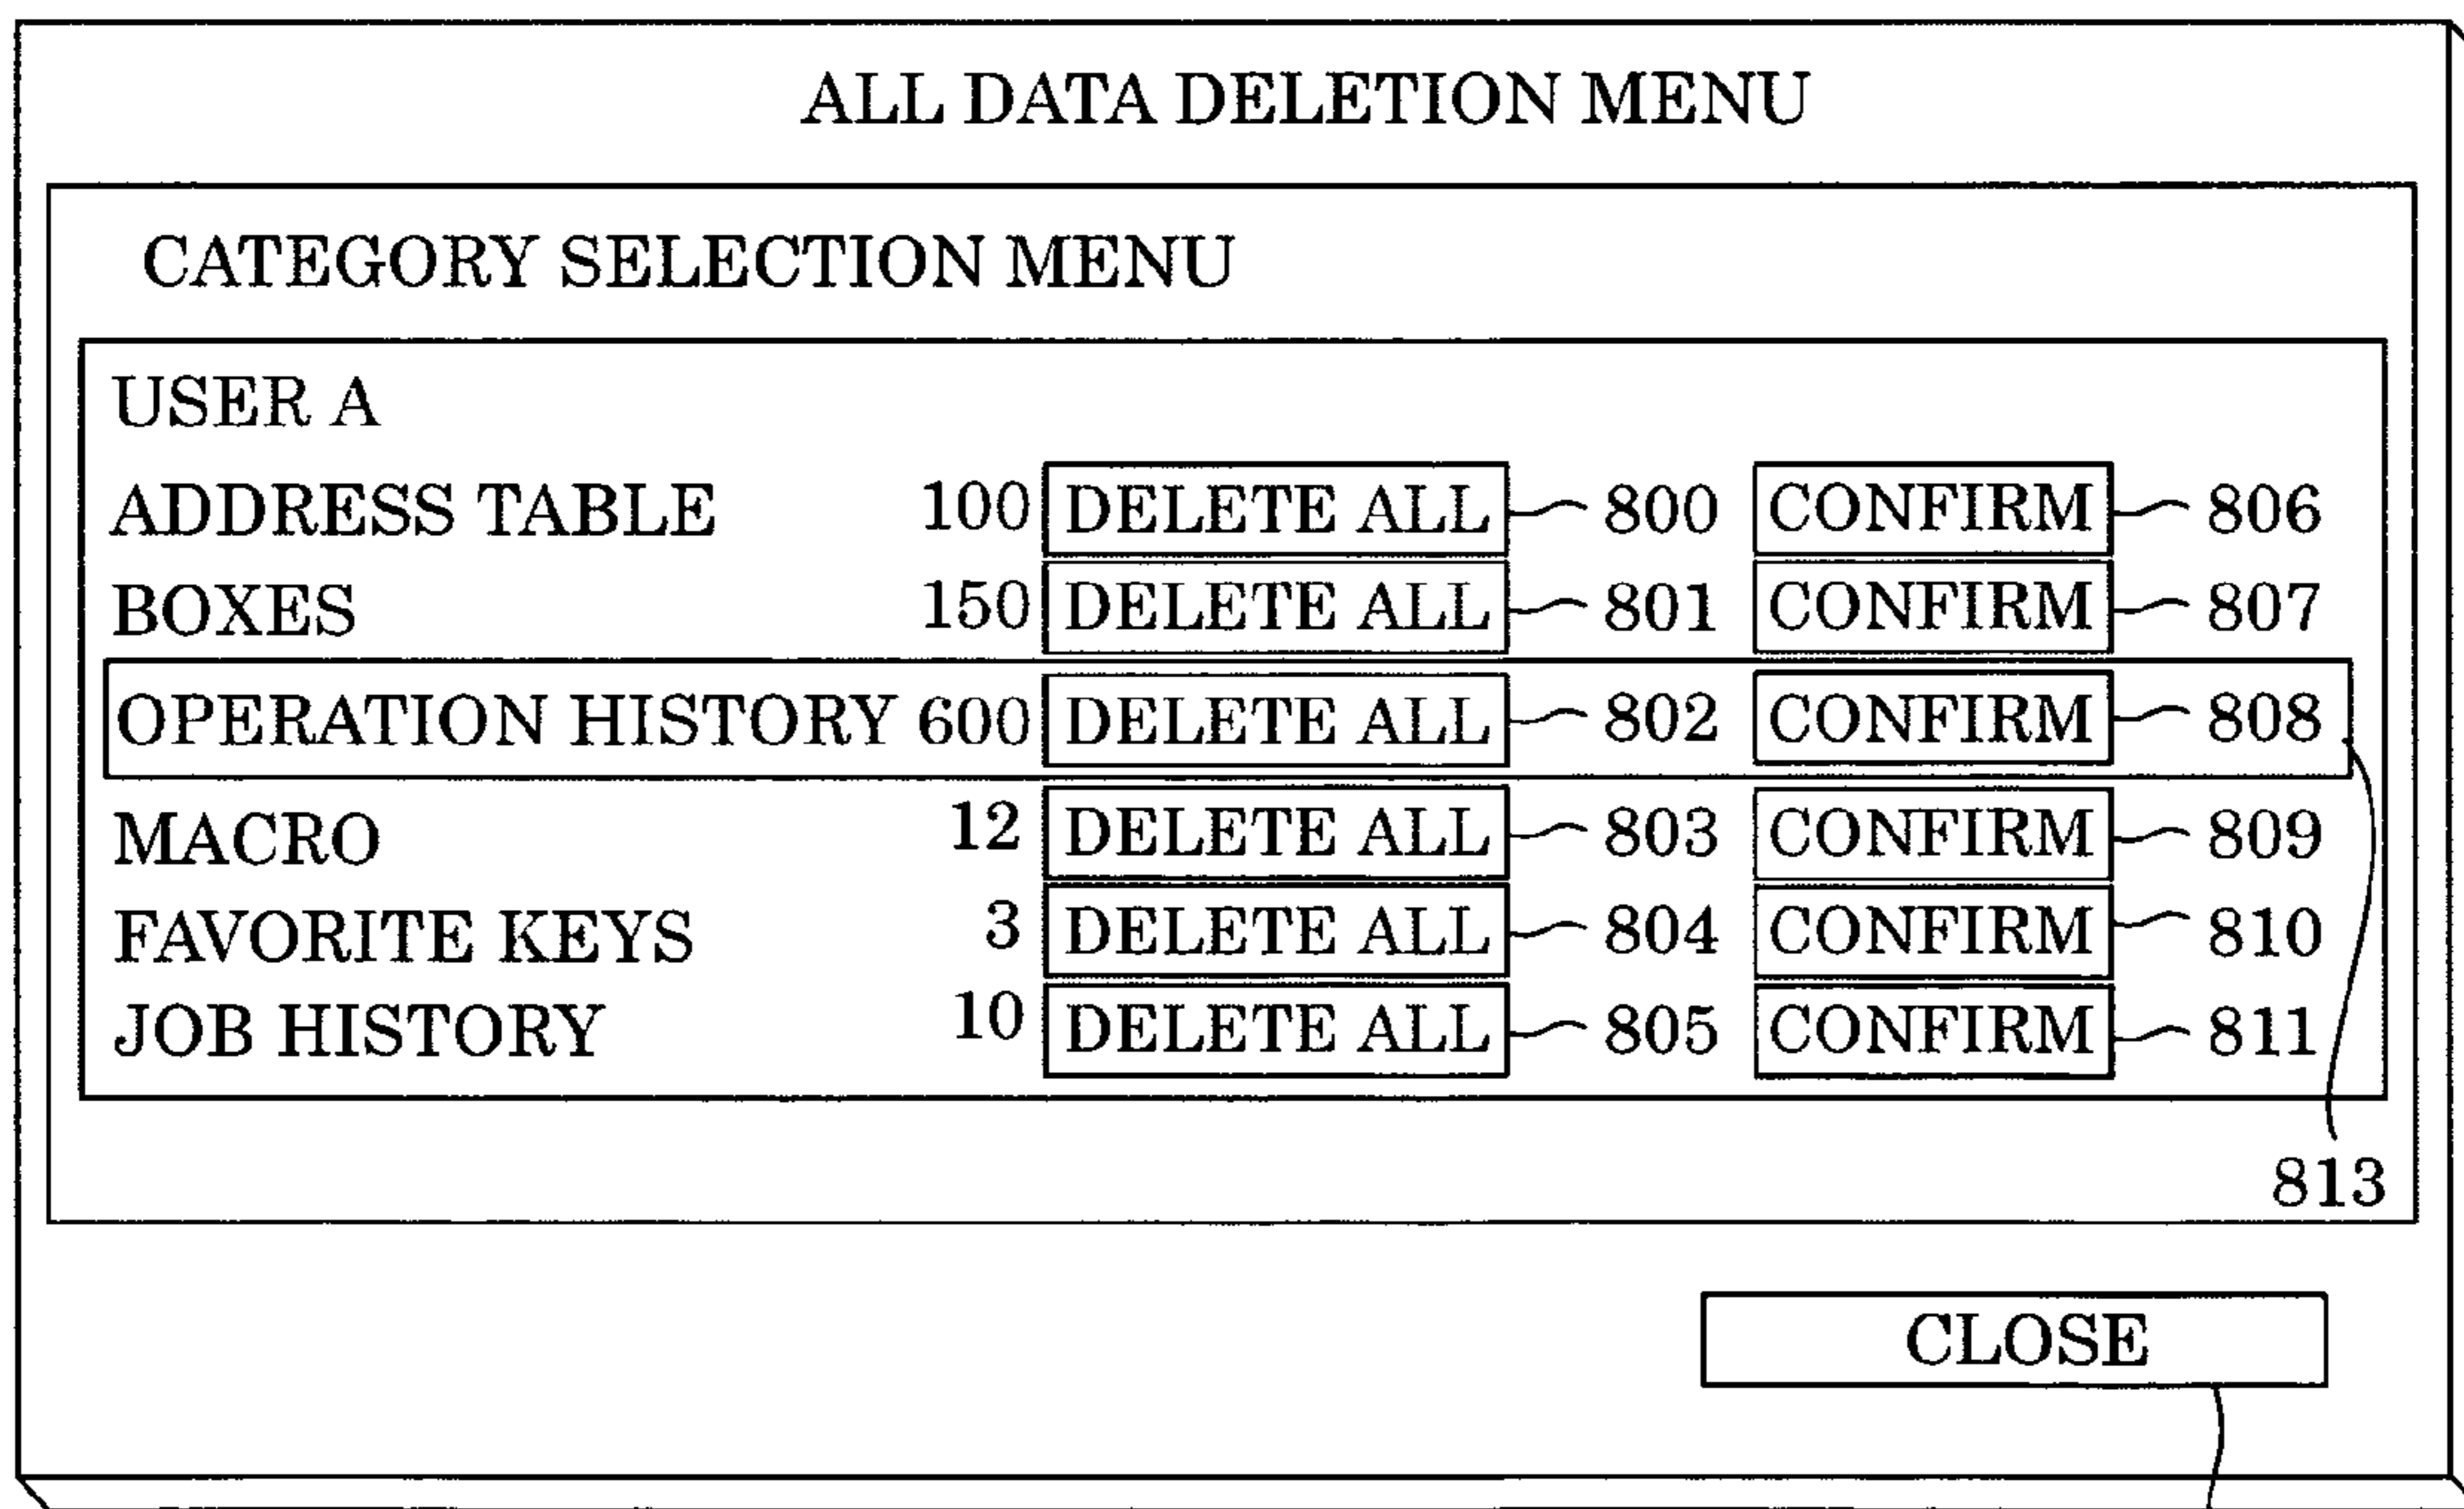 ALL DATA DELETION MENU
CATEGORY SELECTION MENU
USER A
ADDRESS TABLE 100 DELETE ALL 800 CONFIRM 806
BOXES 150 DELETE ALL 801 CONFIRM 807
OPERATION HISTORY 600 DELETE ALL 802 CONFIRM 808
MACRO 12 DELETE ALL 803 CONFIRM 809
FAVORITE KEYS 3 DELETE ALL 804 CONFIRM 810
JOB HISTORY 10 DELETE ALL 805 CONFIRM 811
813
CLOSE